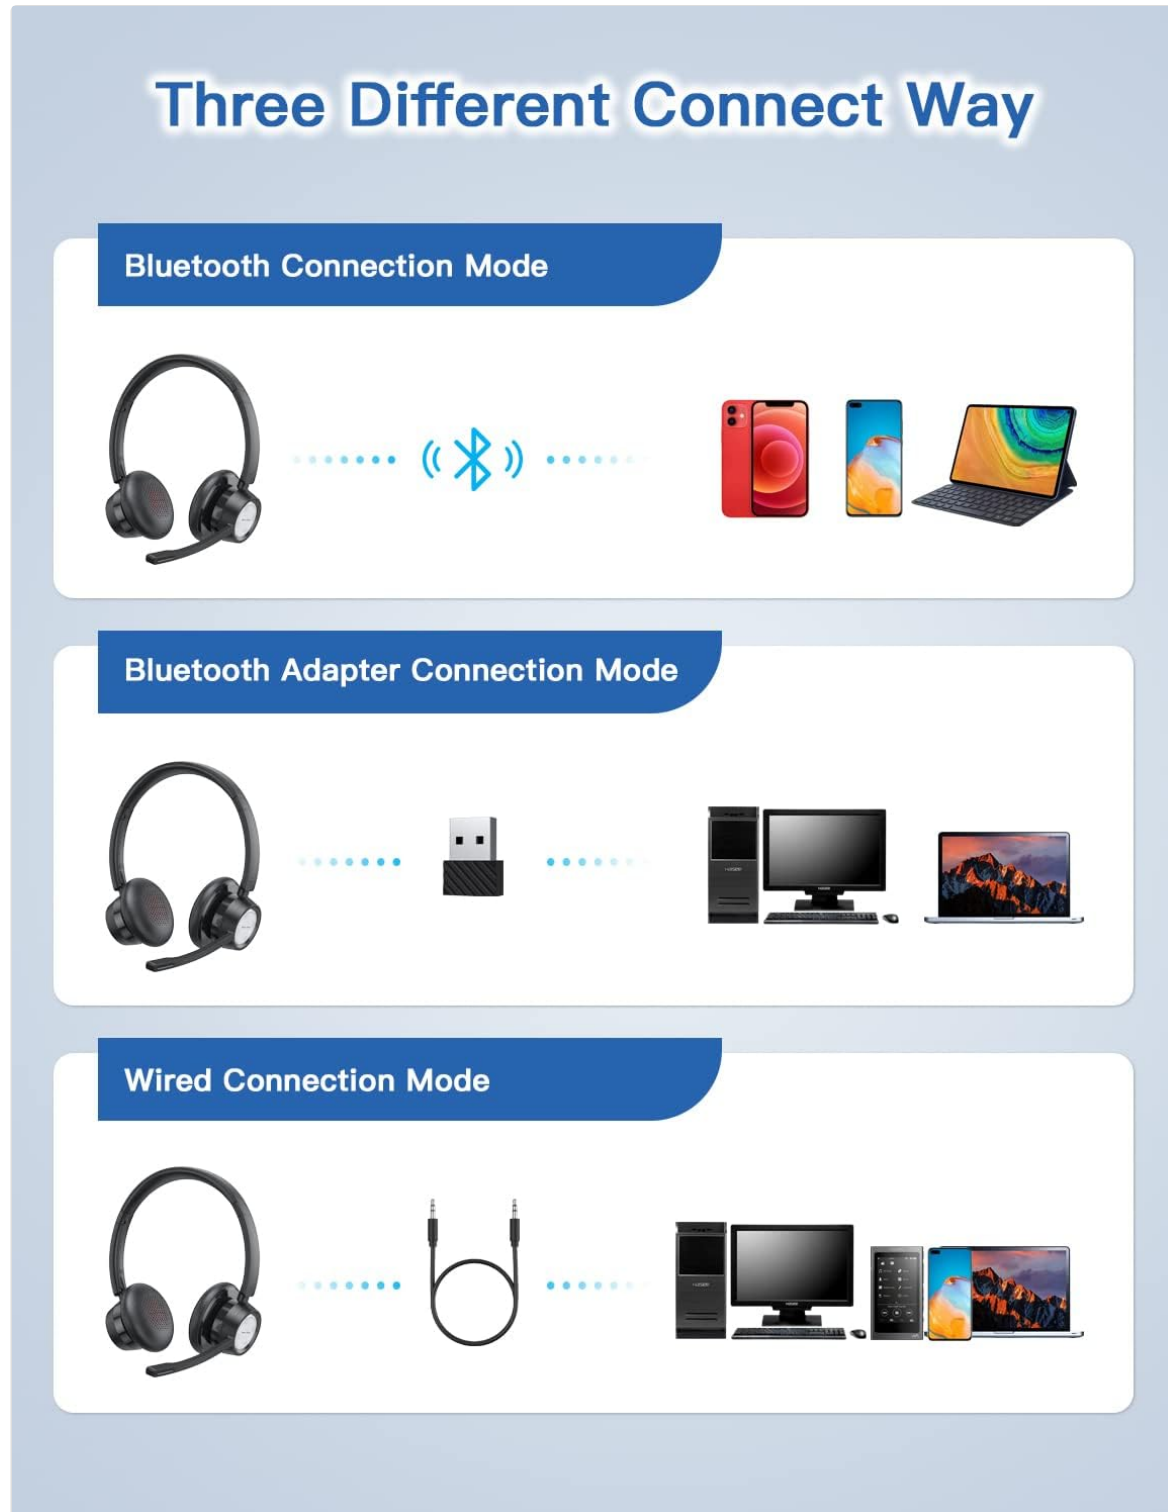 Three Different Connect Way
Bluetooth Connection Mode
Bluetooth Adapter Connection Mode
Wired Connection Mode